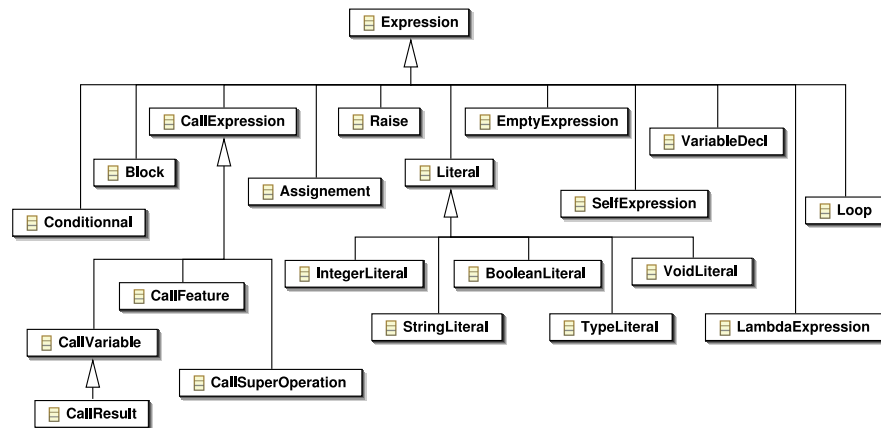 Expression
CallExpression
Raise
EmptyExpression
VariableDecl
Block
Literal
Assignement
SelfExpression
Loop
Conditionnal
IntegerLiteral
BooleanLiteral
VoidLiteral
CallFeature
StringLiteral
TypeLiteral
LambdaExpression
CallVariable
CallSuperOperation
CallResult